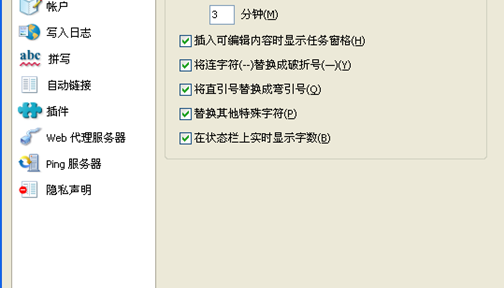 帐户
写入日志
拼写
自动链接
插件
Web 代理服务器
Ping 服务器
隐私声明
3 分钟(M)
插入可编辑内容时显示任务窗格(H)
将连字符(--)替换成破折号(—)(Y)
将直引号替换成弯引号(Q)
替换其他特殊字符(P)
在状态栏上实时显示字数(B)
abc